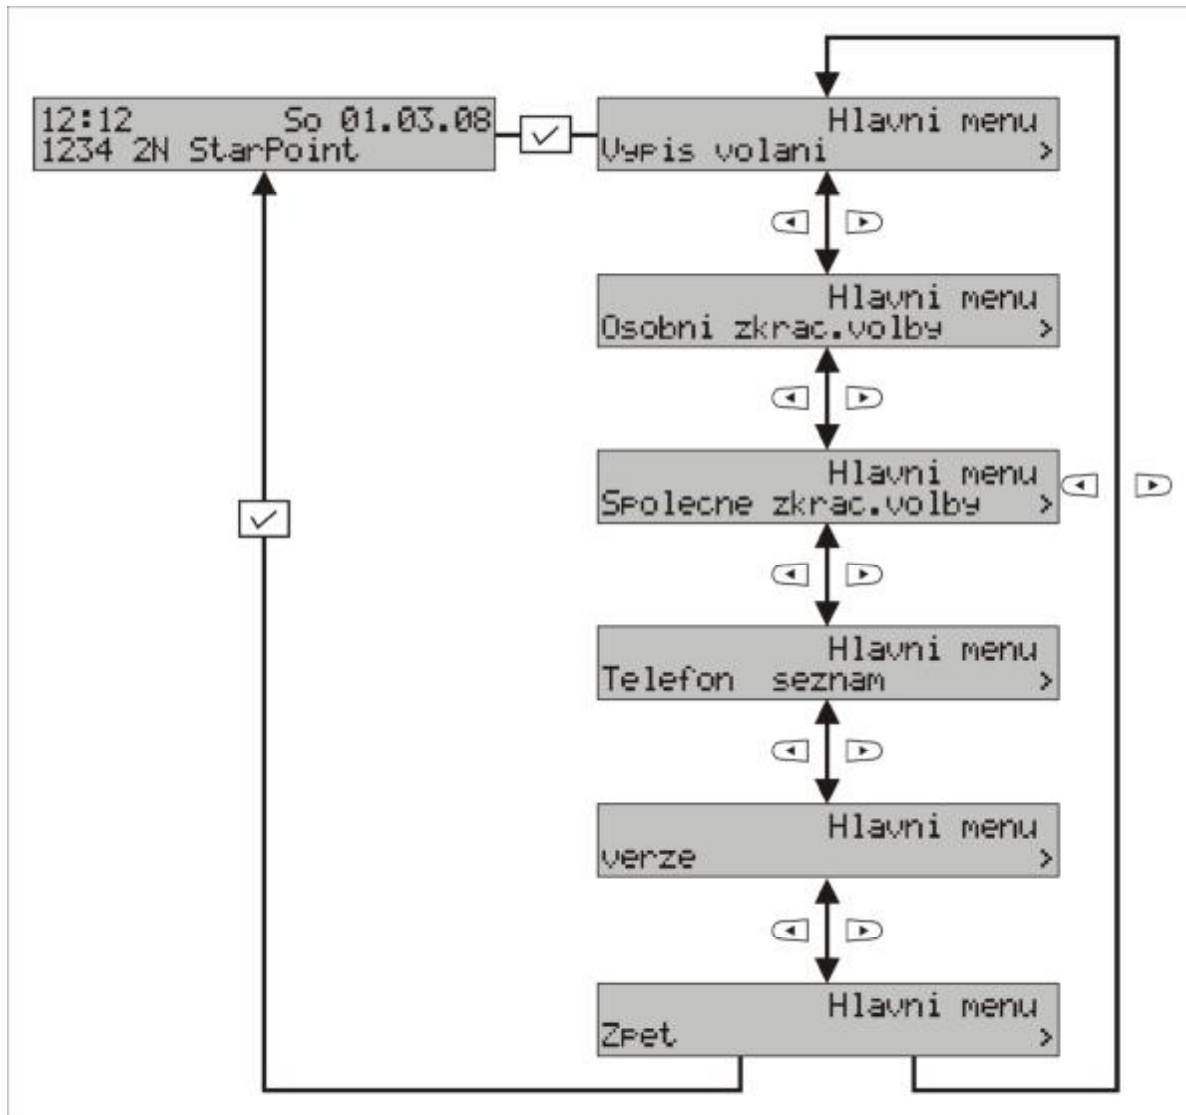 12:12 So 01.03.08
1234 2N StarPoint
Hlavni menu
Vypis volani >
Hlavni menu
Osobni zkrac.volby >
Hlavni menu
Spolecne zkrac.volby >
Hlavni menu
Telefon seznam >
Hlavni menu
verze >
Hlavni menu
Zpet >